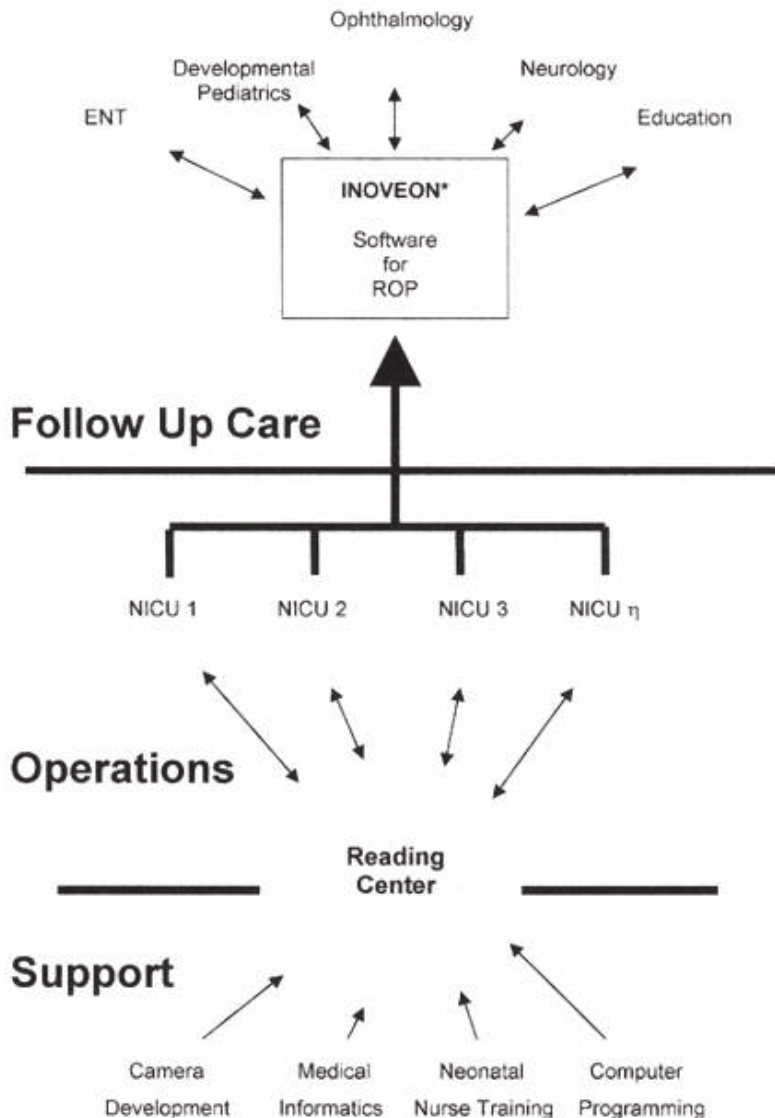 Ophthalmology
Developmental
Pediatrics
Neurology
ENT
Education
INOVEON*
Software
for
ROP
Follow Up Care
NICU 1
NICU 2
NICU 3
NICU η
Operations
Reading
Center
Support
Camera
Development
Medical
Informatics
Neonatal
Nurse Training
Computer
Programming